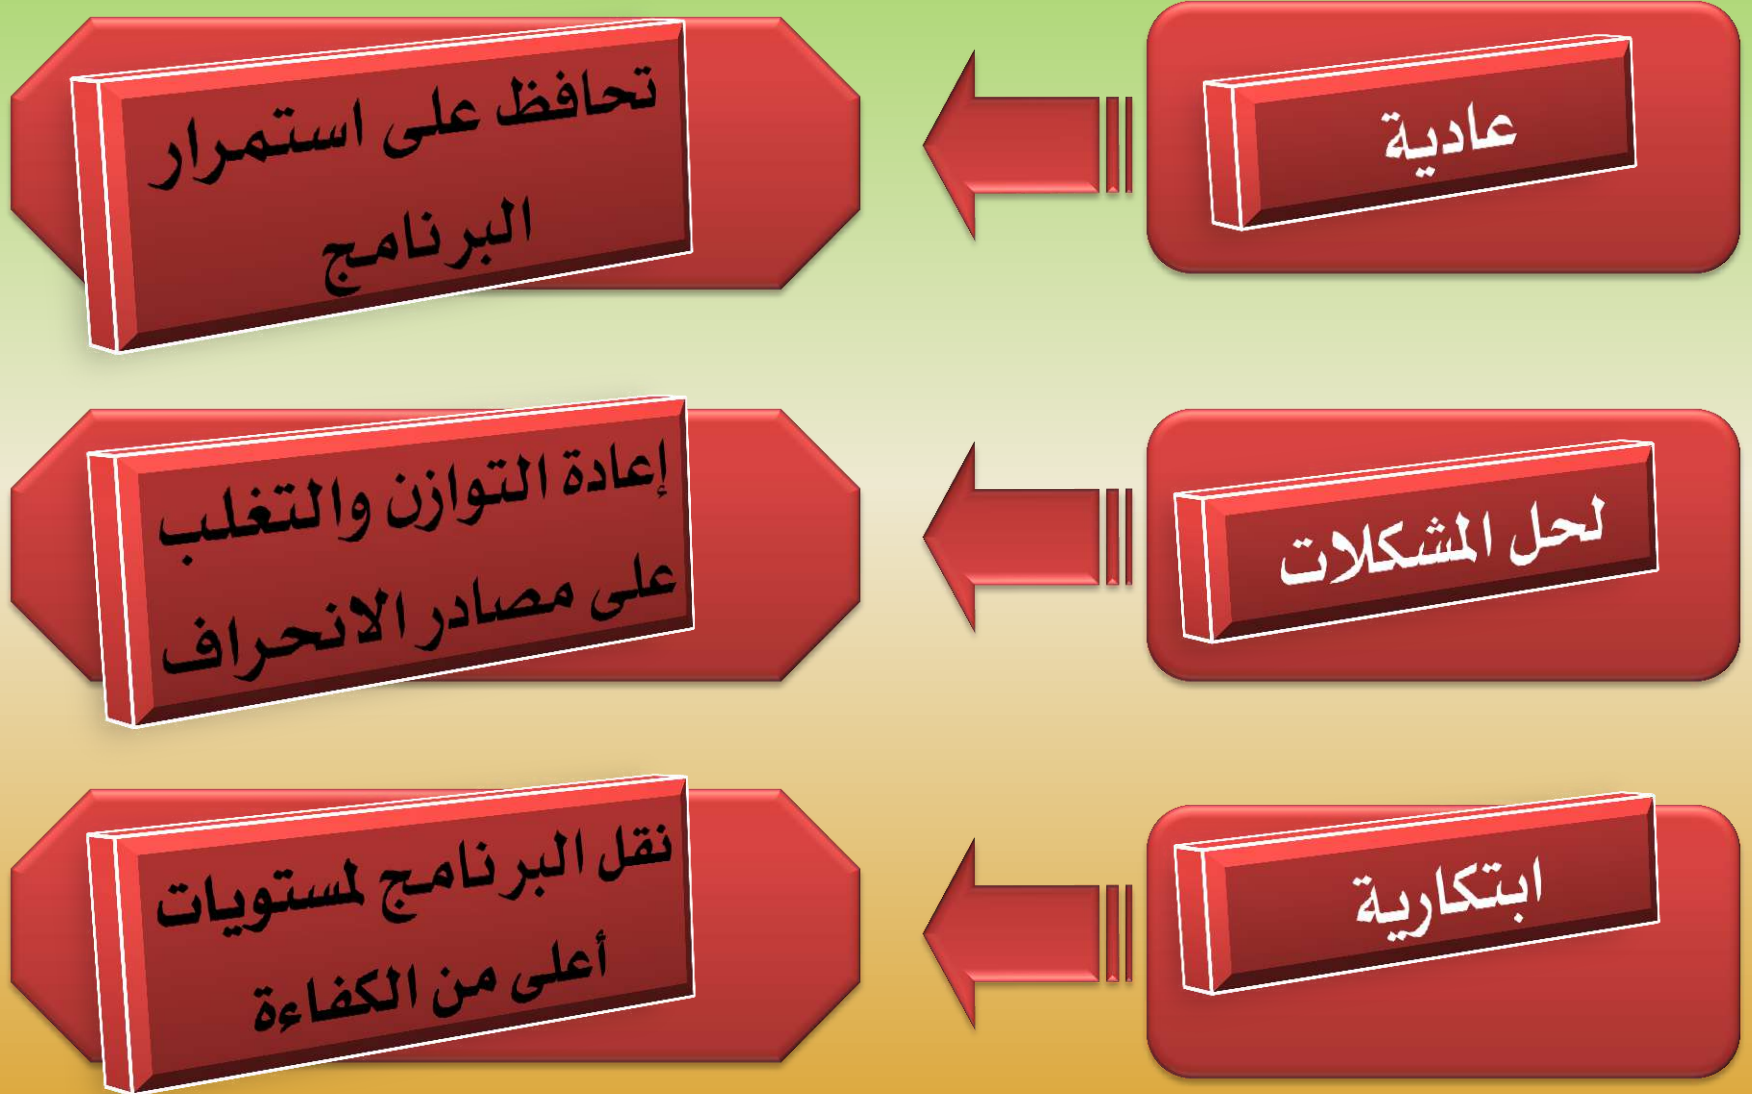 عادية
تحافظ على استمرار
البرنامج
لحل المشكلات
إعادة التوازن والتغلب
على مصادر الانحراف
ابتكارية
نقل البرنامج لمستويات
أعلى من الكفاءة